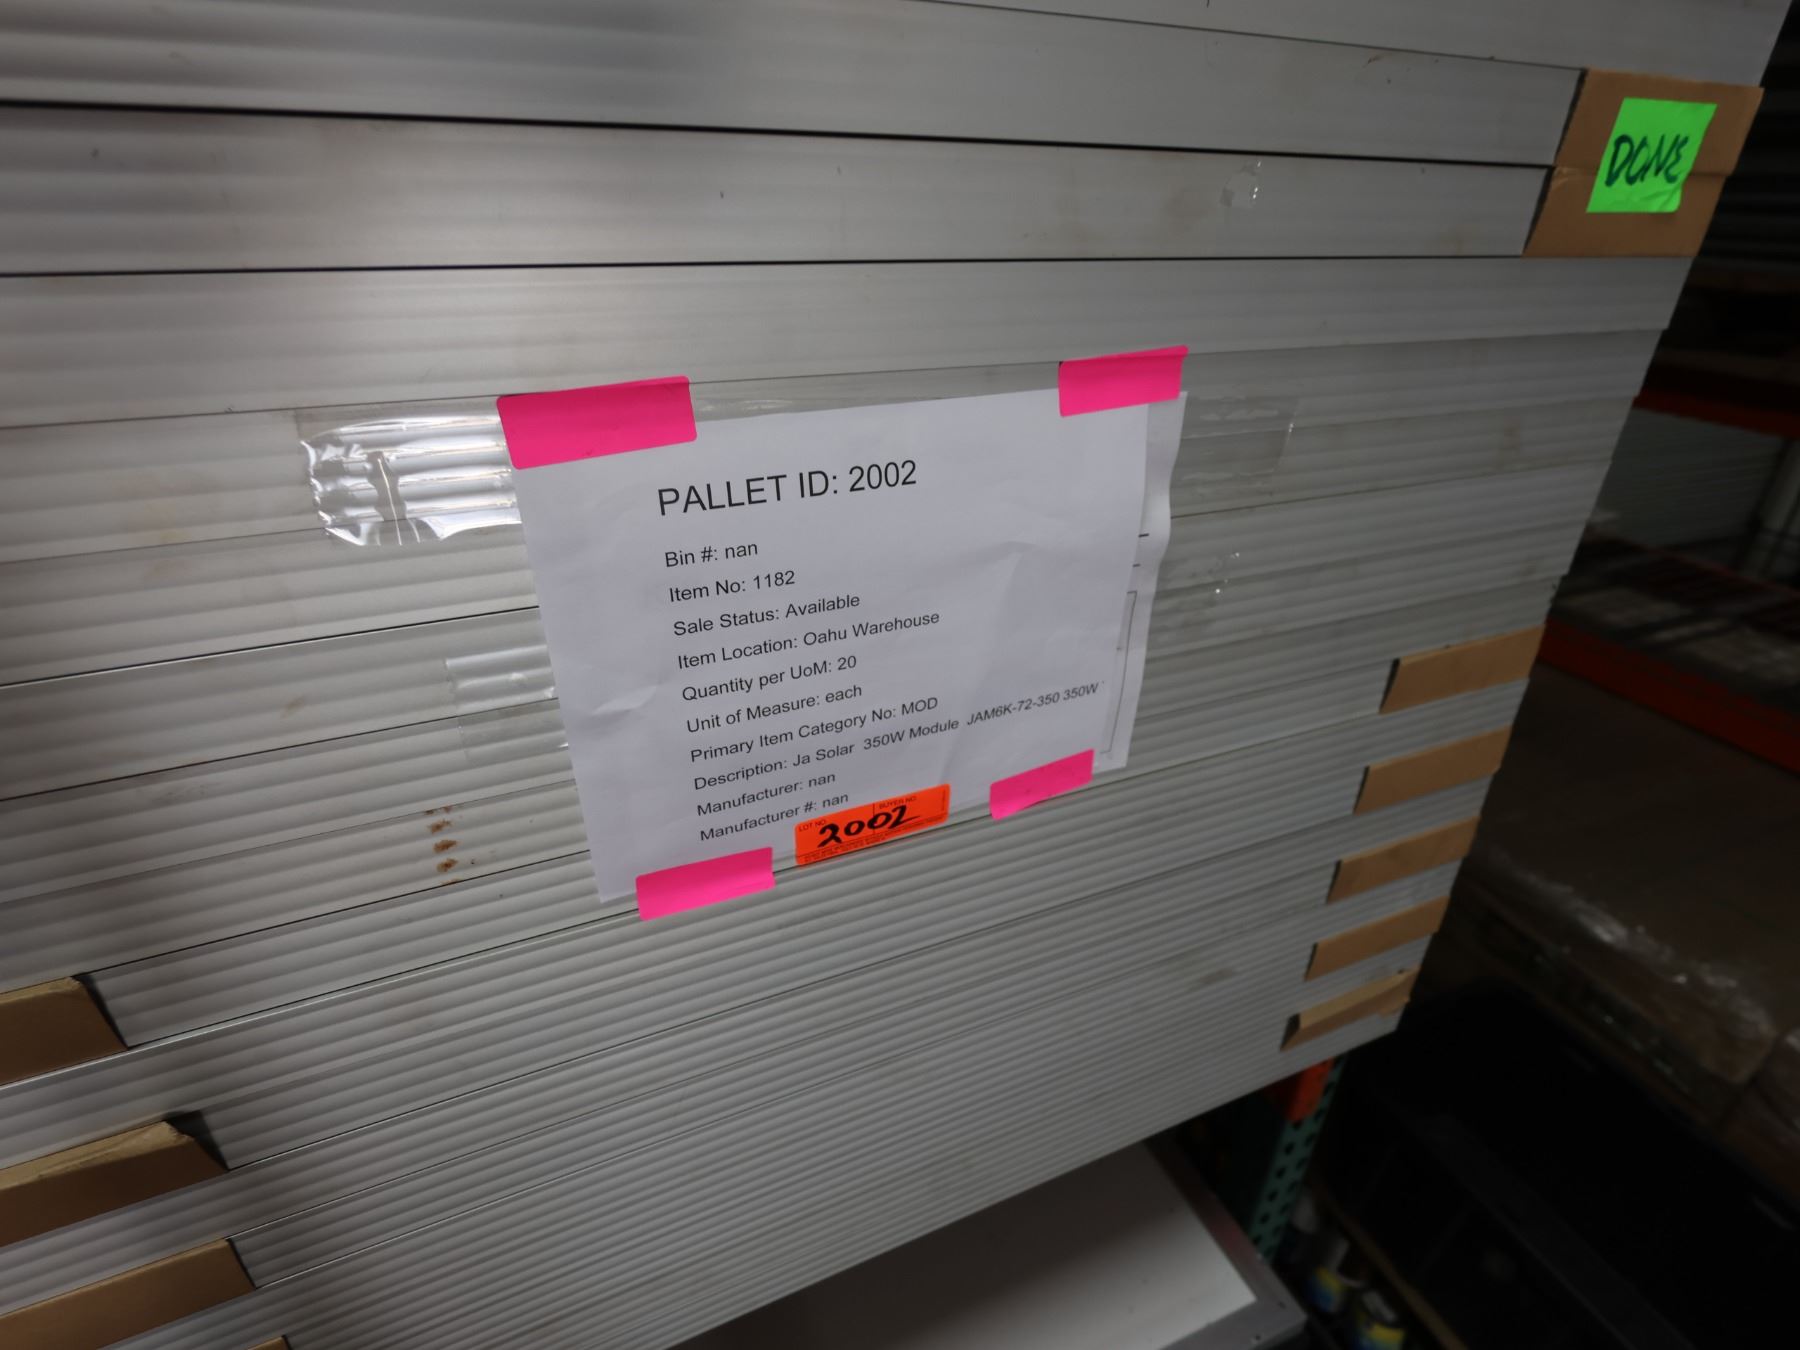 DONE
PALLET ID: 2002
Bin #: nan
Item No: 1182
Sale Status: Available
Item Location: Oahu Warehouse
Quantity per UoM: 20
Unit of Measure: each
Primary Item Category No: MOD
Description: Ja Solar 350W Module JAM6K-72-350 350W
Manufacturer: nan
Manufacturer #: nan
LOT NO. BUYER NO.
2002